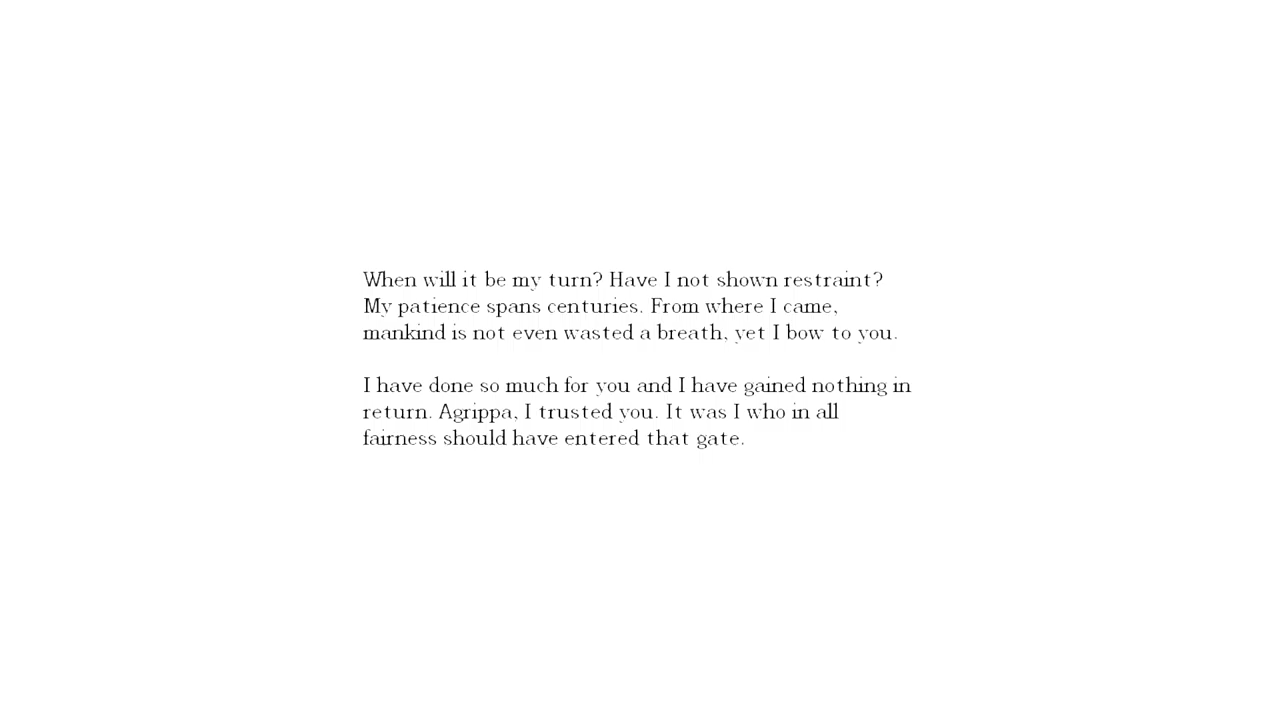 When will it be my turn? Have I not shown restraint?
My patience spans centuries. From where I came,
mankind is not even wasted a breath, yet I bow to you.
I have done so much for you and I have gained nothing in
return. Agrippa, I trusted you. It was I who in all
fairness should have entered that gate.